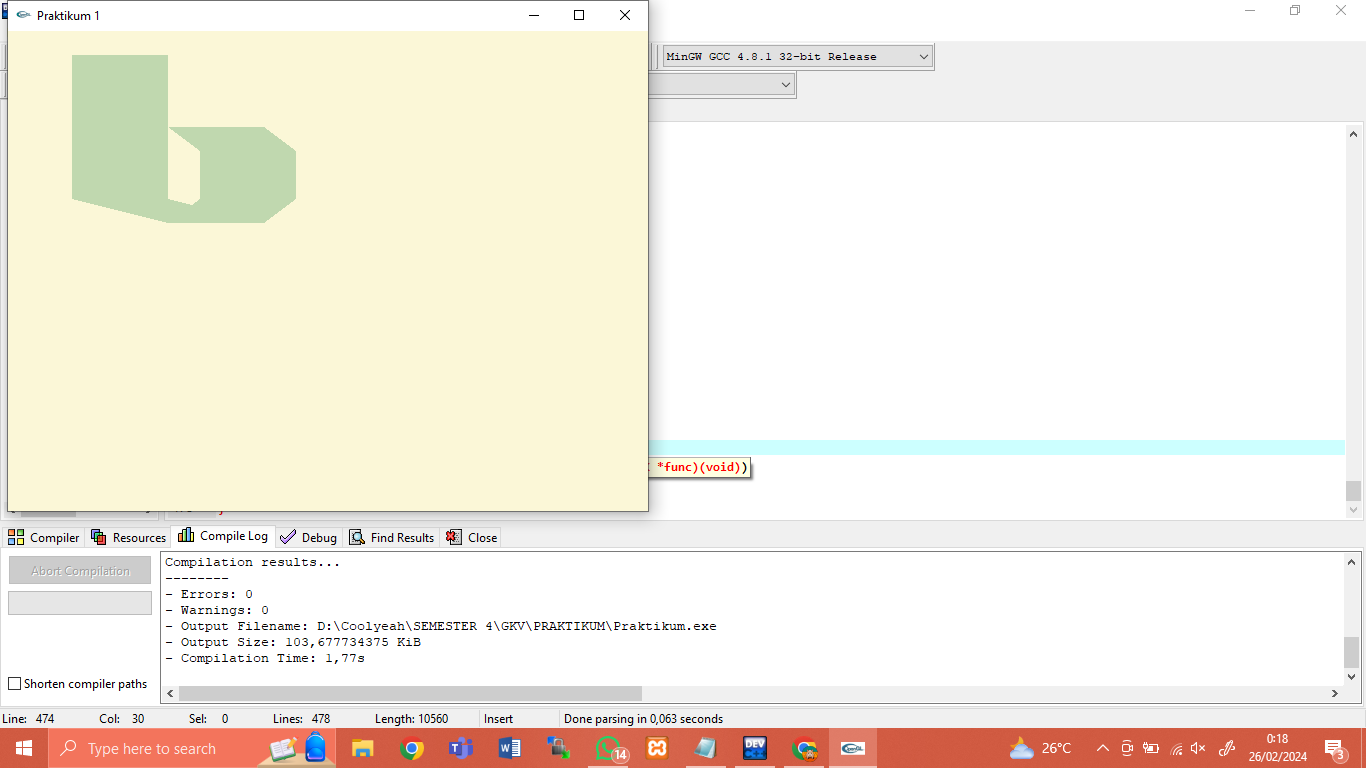 Praktikum 1
MinGW GCC 4.8.1 32-bit Release
*func)(void))
Compiler Resources Compile Log Debug Find Results Close
Abort Compilation
Compilation results...
--------
- Errors: 0
- Warnings: 0
- Output Filename: D:\Coolyeah\SEMESTER 4\GKV\PRAKTIKUM\Praktikum.exe
- Output Size: 103,677734375 KiB
- Compilation Time: 1,77s
Shorten compiler paths
Line: 474 Col: 30 Sel: 0 Lines: 478 Length: 10560 Insert Done parsing in 0,063 seconds
Type here to search
14
DEV
26°C
0:18
26/02/2024
3